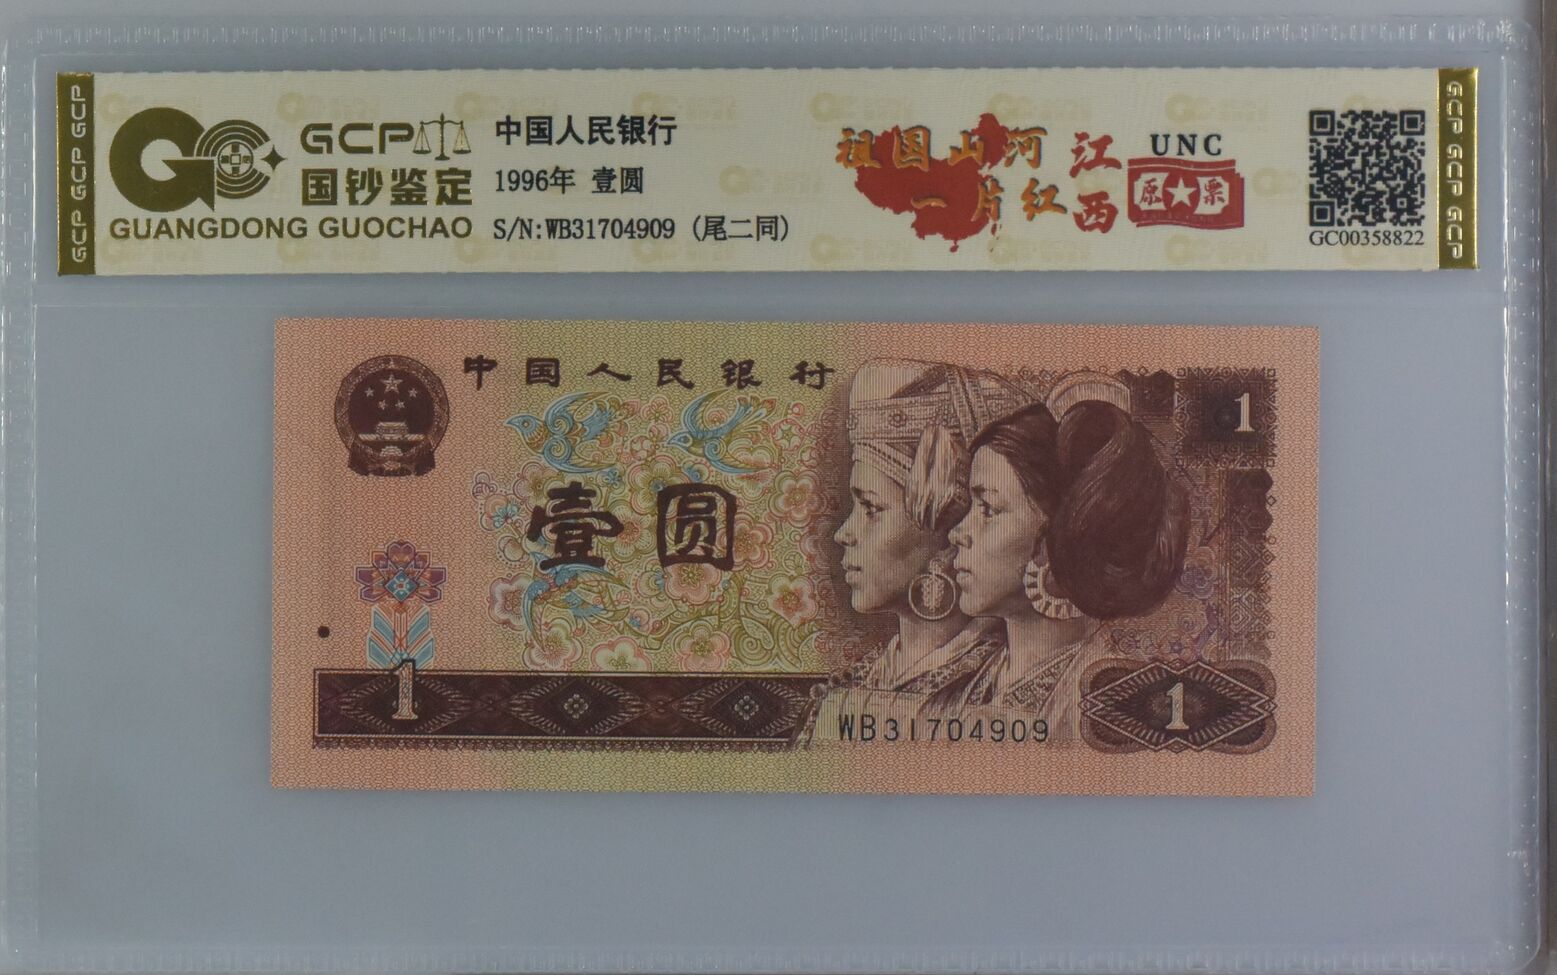 GCP GCP GCP
GCP
国钞鉴定
GUANGDONG GUOCHAO
中国人民银行
1996年 壹圆
S/N:WB31704909 (尾二同)
祖国山河
一片红
江西
UNC
原★票
GC00358822
GCP GCP GCP
中国人民银行
1
壹圆
1
1
WB31704909